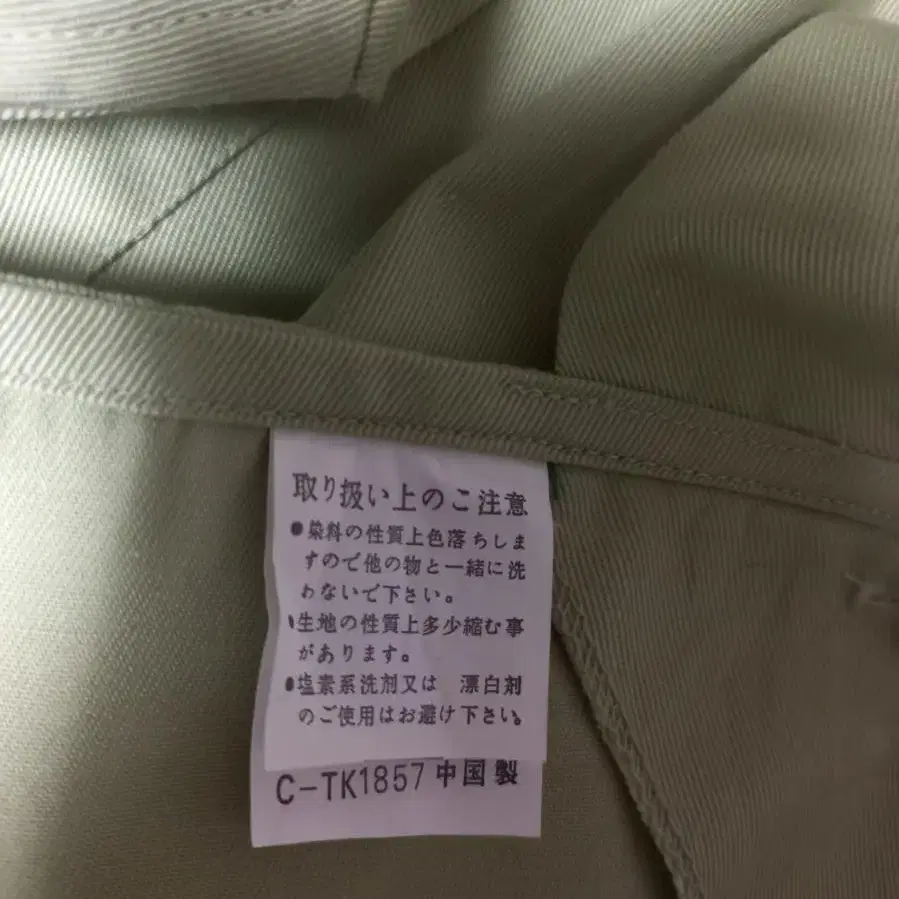 取り扱い上のご注意
●染料の性質上色落ちしま
すので他の物と一緒に洗
わないで下さい。
●生地の性質上多少縮む事
があります。
●塩素系洗剤又は 漂白剤
のご使用はお避け下さい。
C-TK1857 中国製